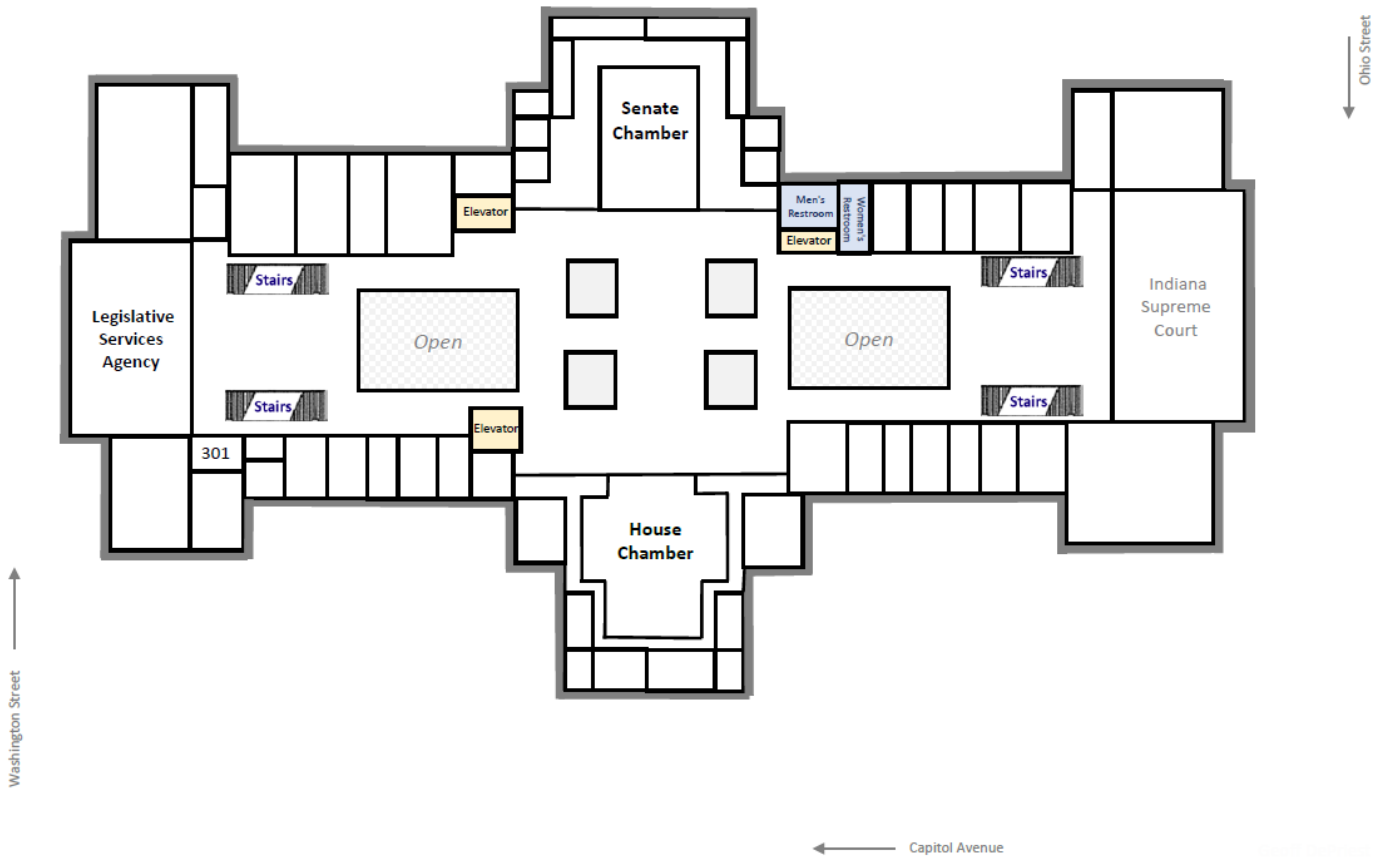 Ohio Street
Senate
Chamber
Men's
Restroom
Women's
Restroom
Elevator
Elevator
Stairs
Stairs
Indiana
Supreme
Court
Legislative
Services
Agency
Open
Open
Stairs
Stairs
Elevator
301
House
Chamber
Washington Street
Capitol Avenue